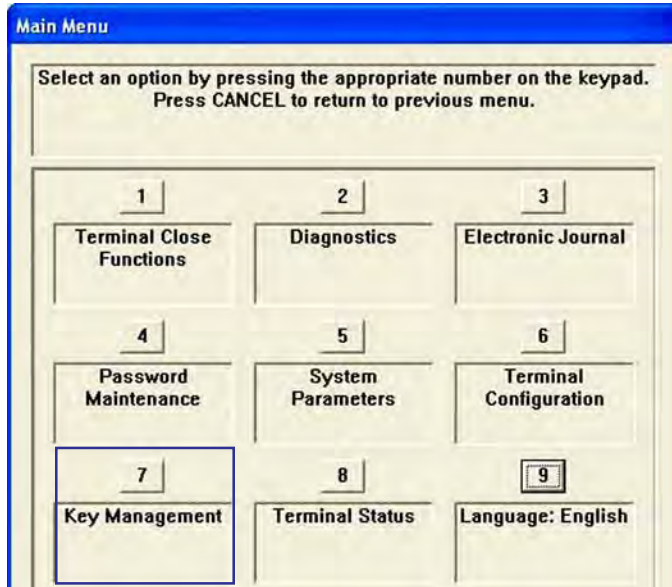 Main Menu
Select an option by pressing the appropriate number on the keypad.
Press CANCEL to return to previous menu.
1 2 3
Terminal Close Functions
Diagnostics
Electronic Journal
4 5 6
Password Maintenance
System Parameters
Terminal Configuration
7 8 9
Key Management
Terminal Status
Language: English